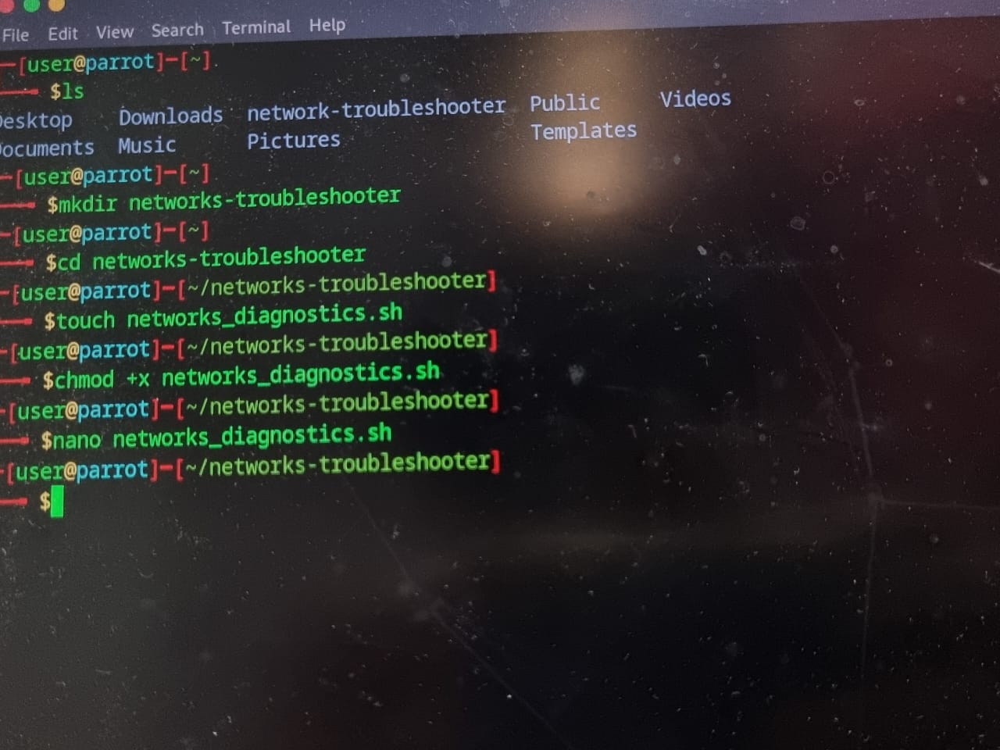 File Edit View Search Terminal Help
[user@parrot]─[~]
$ls
Desktop Downloads network-troubleshooter Public Videos
Documents Music Pictures Templates
[user@parrot]─[~]
$mkdir networks-troubleshooter
[user@parrot]─[~]
$cd networks-troubleshooter
[user@parrot]─[~/networks-troubleshooter]
$touch networks_diagnostics.sh
[user@parrot]─[~/networks-troubleshooter]
$chmod +x networks_diagnostics.sh
[user@parrot]─[~/networks-troubleshooter]
$nano networks_diagnostics.sh
[user@parrot]─[~/networks-troubleshooter]
$